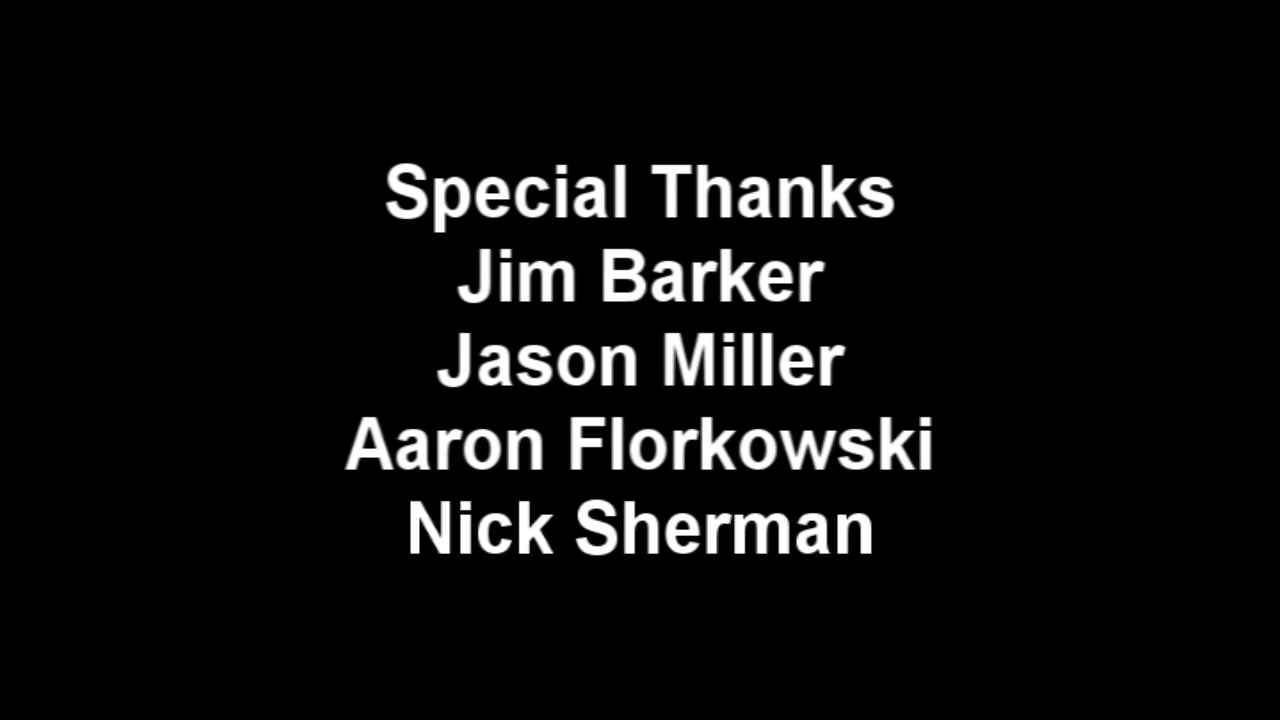 Special Thanks
Jim Barker
Jason Miller
Aaron Florkowski
Nick Sherman